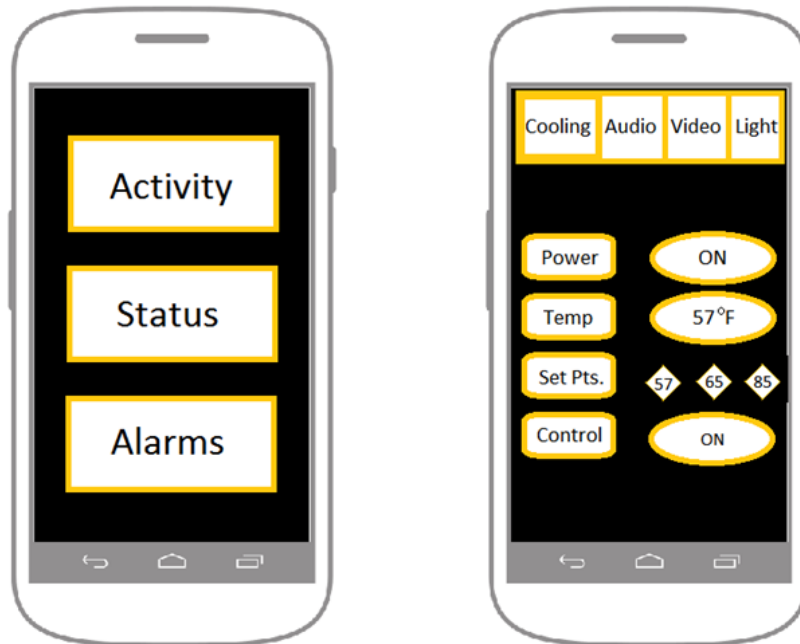 Activity
Status
Alarms
Cooling Audio Video Light
Power ON
Temp 57°F
Set Pts. 57 65 85
Control ON